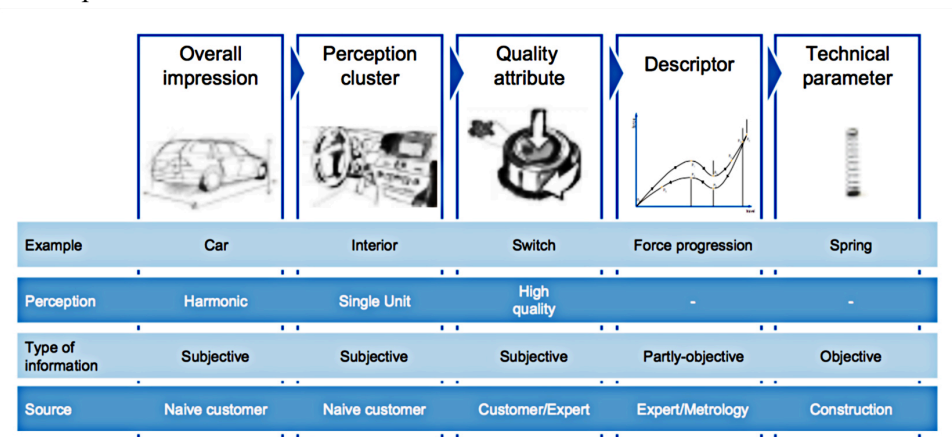 Overall
impression
Perception
cluster
Quality
attribute
Descriptor
Technical
parameter
Example Car Interior Switch Force progression Spring
Perception Harmonic Single Unit High
quality - -
Type of
information Subjective Subjective Subjective Partly-objective Objective
Source Naive customer Naive customer Customer/Expert Expert/Metrology Construction